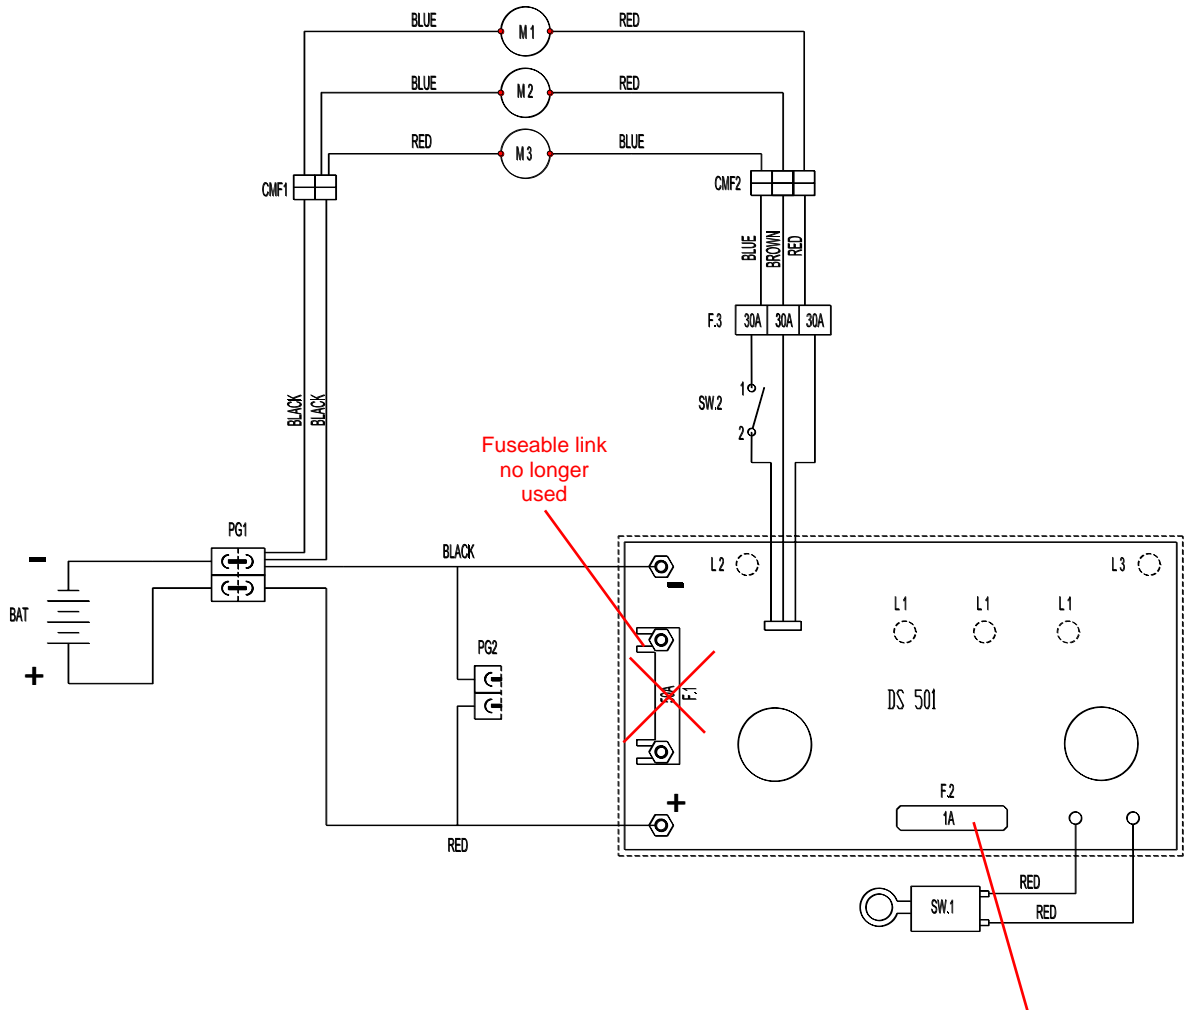 BLUE
M1
RED
BLUE
M2
RED
RED
M3
BLUE
CMF1
CMF2
BLUE
BROWN
RED
F.3
30A
30A
30A
BLACK
BLACK
1
SW.2
2
Fuseable link
no longer
used
PG1
-
BLACK
BAT
+
PG2
-
L2
L3
L1
L1
L1
F.1
DS 501
+
F.2
1A
RED
RED
SW.1
RED